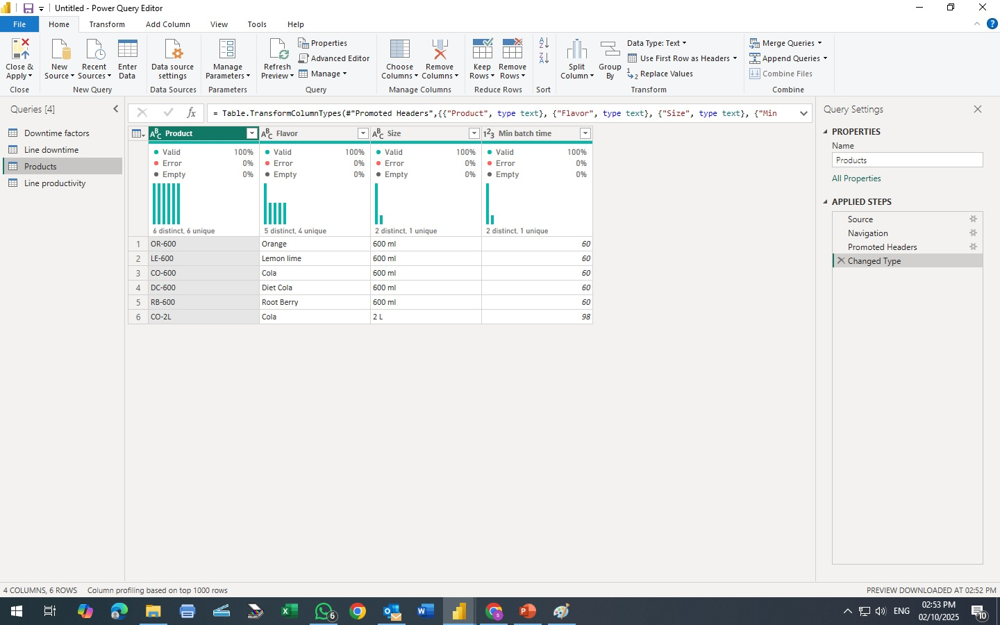 Untitled - Power Query Editor
File Home Transform Add Column View Tools Help
Close & Apply
Close
New Source
Recent Sources
Enter Data
New Query
Data source settings
Data Sources
Manage Parameters
Parameters
Refresh Preview
Properties
Advanced Editor
Manage
Query
Choose Columns
Remove Columns
Manage Columns
Keep Rows
Remove Rows
Reduce Rows
Sort
Split Column
Group By
Data Type: Text
Use First Row as Headers
Replace Values
Transform
Merge Queries
Append Queries
Combine Files
Combine
Queries [4]
Downtime factors
Line downtime
Products
Line productivity
fx = Table.TransformColumnTypes(#"Promoted Headers",{{"Product", type text}, {"Flavor", type text}, {"Size", type text}, {"Min
ABC Product ABC Flavor ABC Size 123 Min batch time
Valid 100% Valid 100% Valid 100% Valid 100%
Error 0% Error 0% Error 0% Error 0%
Empty 0% Empty 0% Empty 0% Empty 0%
6 distinct, 6 unique 5 distinct, 4 unique 2 distinct, 1 unique 2 distinct, 1 unique
1 OR-600 Orange 600 ml 60
2 LE-600 Lemon lime 600 ml 60
3 CO-600 Cola 600 ml 60
4 DC-600 Diet Cola 600 ml 60
5 RB-600 Root Berry 600 ml 60
6 CO-2L Cola 2 L 98
Query Settings
PROPERTIES
Name
Products
All Properties
APPLIED STEPS
Source
Navigation
Promoted Headers
Changed Type
4 COLUMNS, 6 ROWS Column profiling based on top 1000 rows
PREVIEW DOWNLOADED AT 02:52 PM
6
ENG
02:53 PM
02/10/2025
10